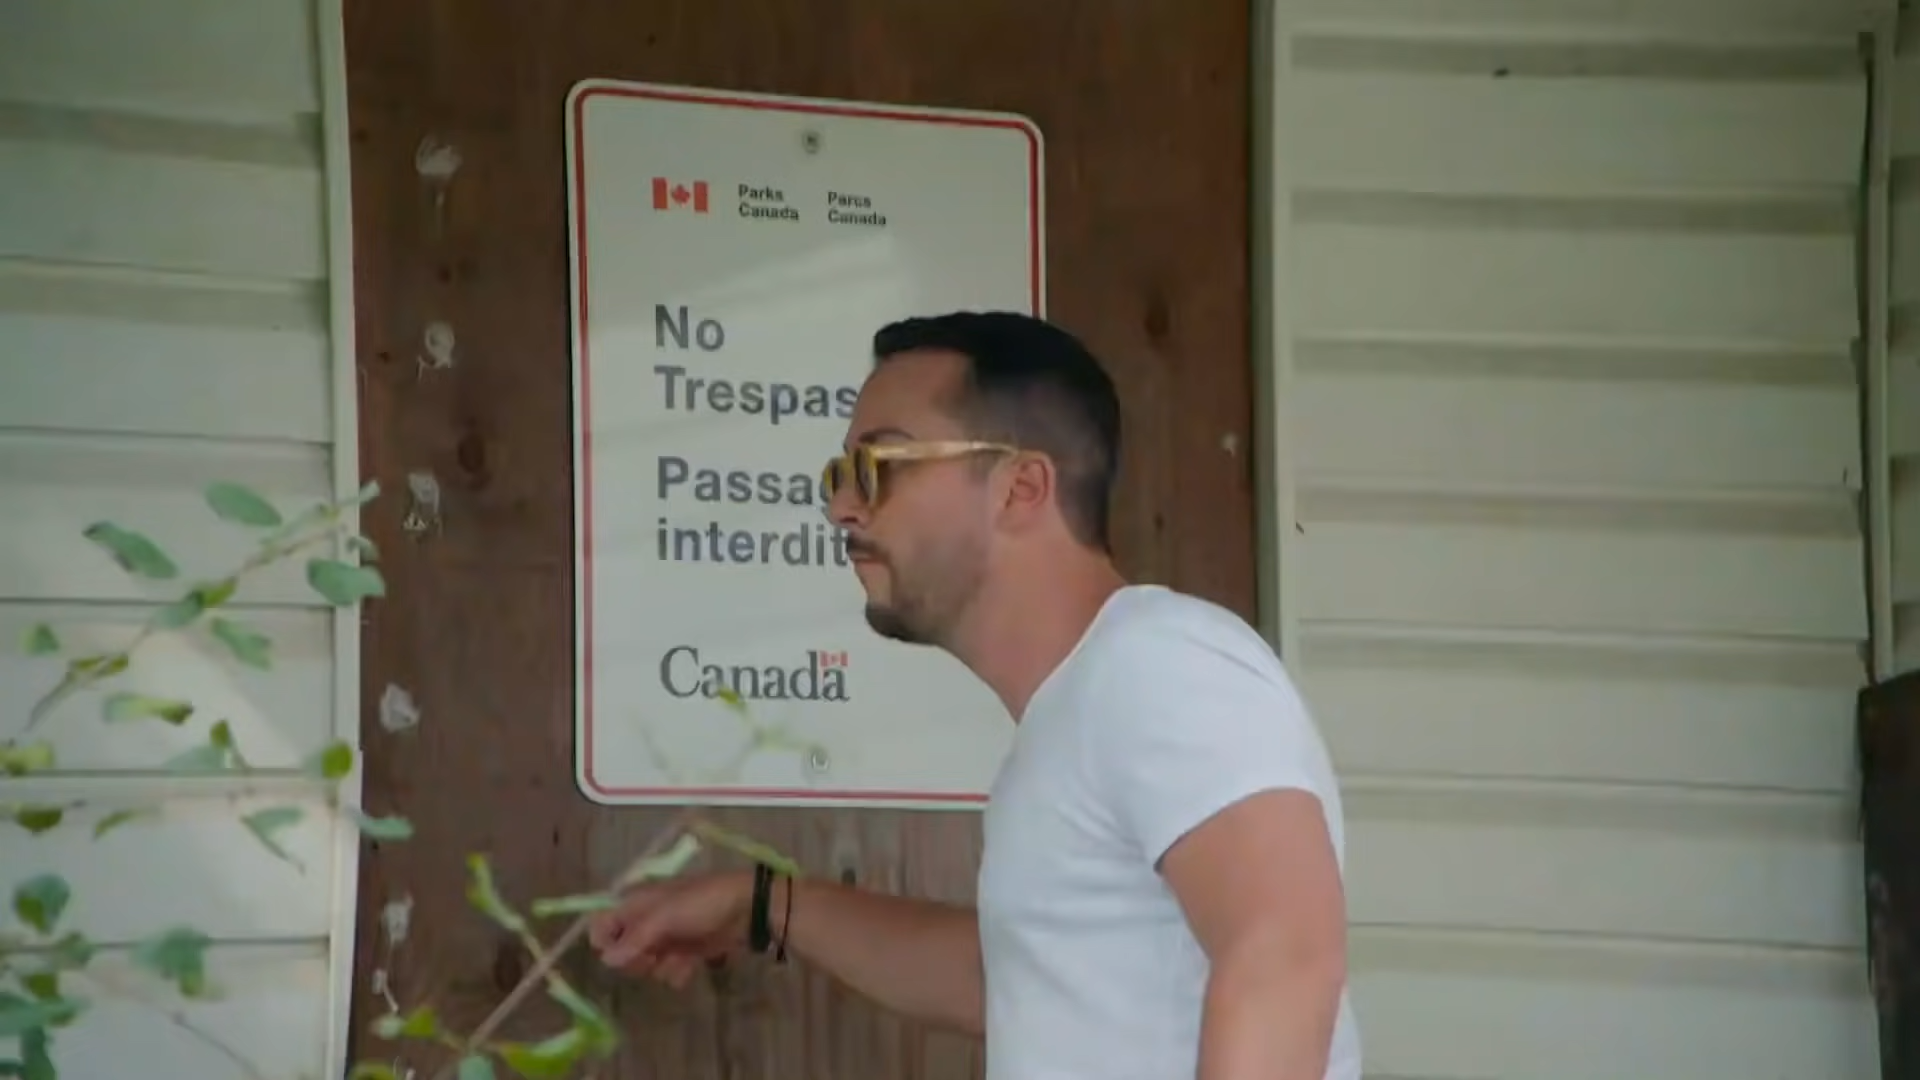 Parks
Canada
Parcs
Canada
No
Trespas
Passag
interdit
Canada